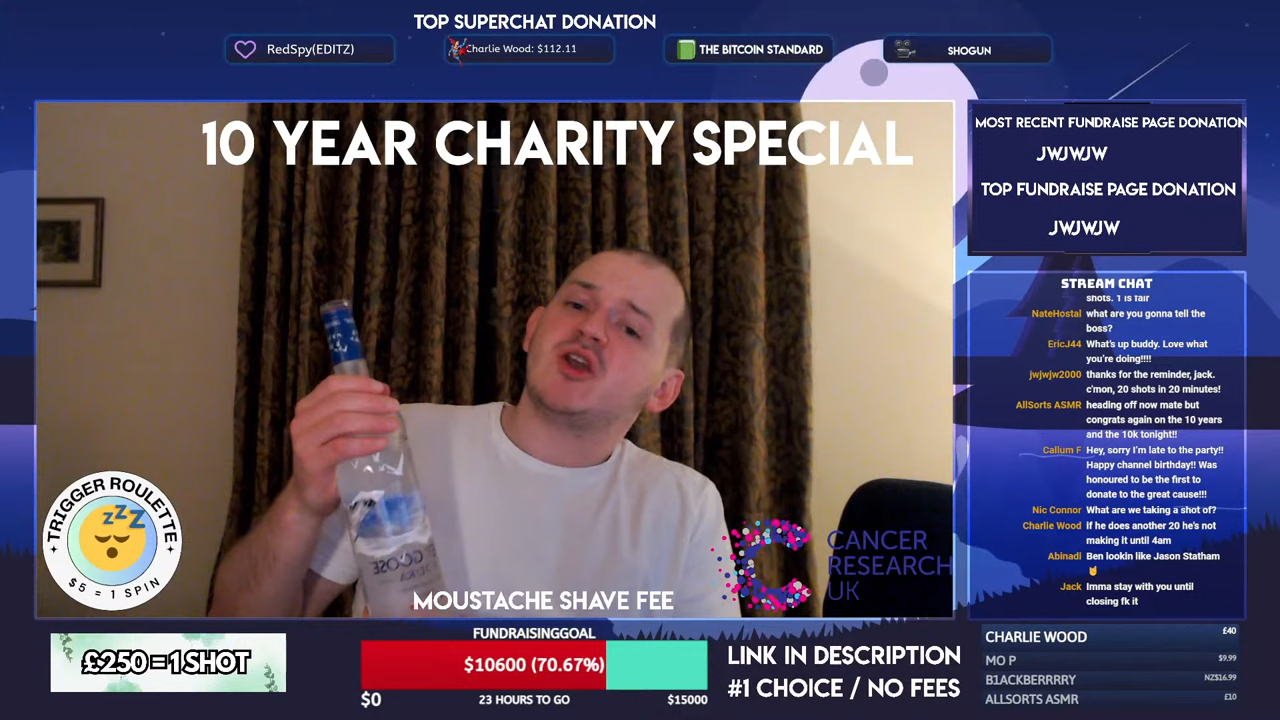 TOP SUPERCHAT DONATION
RedSpy(EDITZ)
Charlie Wood: $112.11
THE BITCOIN STANDARD
SHOGUN
10 YEAR CHARITY SPECIAL
MOST RECENT FUNDRAISE PAGE DONATION
JWJWJW
TOP FUNDRAISE PAGE DONATION
JWJWJW
STREAM CHAT
shots. 1 is fair
NateHostal what are you gonna tell the
boss?
EricJ44 What's up buddy. Love what
you're doing!!!!
jwjwjw2000 thanks for the reminder, jack.
c'mon, 20 shots in 20 minutes!
AllSorts ASMR heading off now mate but
congrats again on the 10 years
and the 10k tonight!!
Callum F Hey, sorry I'm late to the party!!
Happy channel birthday!! Was
honoured to be the first to
donate to the great cause!!!
Nic Connor What are we taking a shot of?
Charlie Wood if he does another 20 he's not
making it until 4am
Abinadi Ben lookin like Jason Statham
Jack Imma stay with you until
closing fk it
TRIGGER ROULETTE
zzZ
$5 = 1 SPIN
GOOSE
CANCER
RESEARCH
UK
MOUSTACHE SHAVE FEE
£250 = 1 SHOT
FUNDRAISINGGOAL
$10600 (70.67%)
$0
23 HOURS TO GO
$15000
LINK IN DESCRIPTION
#1 CHOICE / NO FEES
CHARLIE WOOD £40
MO P $9.99
B1ACKBERRRRY NZ$16.99
ALLSORTS ASMR £10